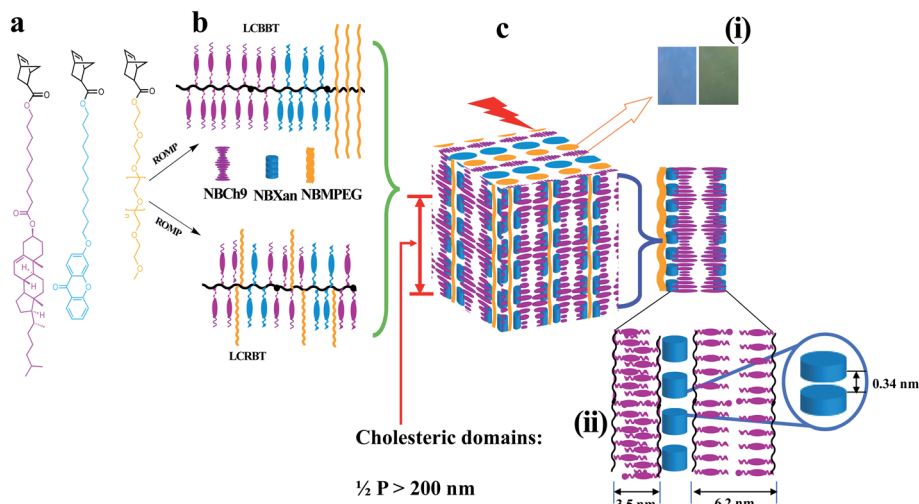 a
b
c
(i)
LCBBT
O
O
O
O
O
O
O
ROMP
ROMP
O
O
n
O
O
O
O
O
H
H
H
O
O
NBCh9 NBXan NBMPEG
LCRBT
0.34 nm
(ii)
Cholesteric domains:
½ P > 200 nm
3.5 nm
6.2 nm